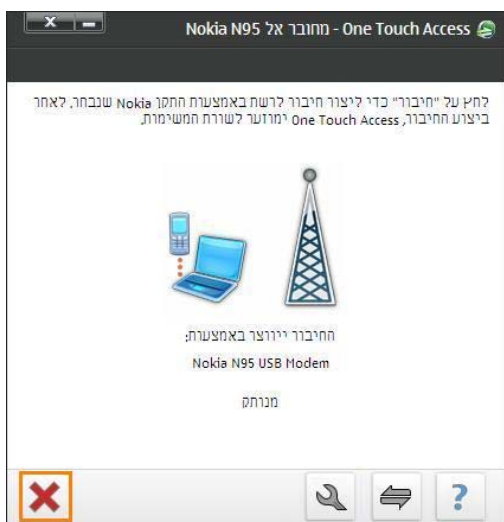 One Touch Access - מחובר אל Nokia N95
לחץ על "חיבור" כדי ליצור חיבור לרשת באמצעות התקן Nokia שנבחר. לאחר
ביצוע החיבור, One Touch Access ימוזער לשורת המשימות.
החיבור ייווצר באמצעות:
Nokia N95 USB Modem
מנותק